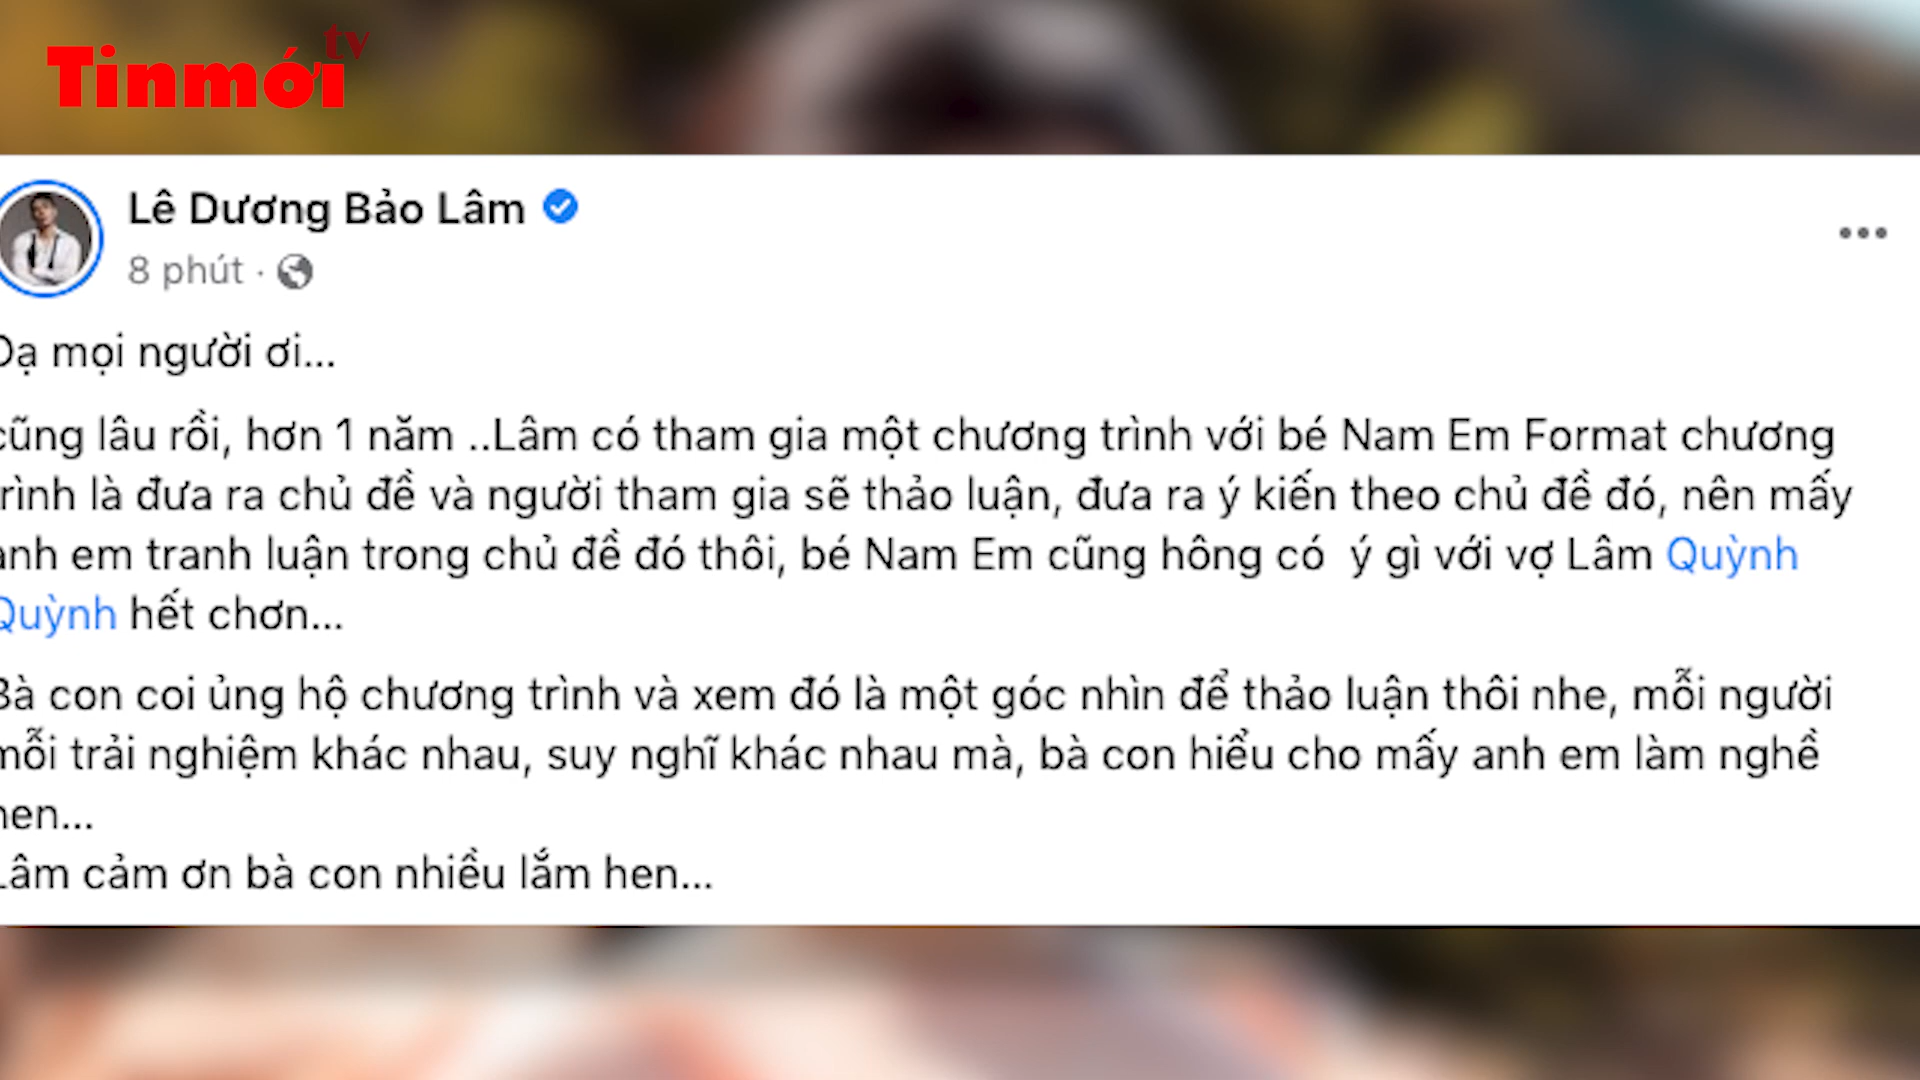 Tinmới tv
Lê Dương Bảo Lâm
8 phút ·
Dạ mọi người ơi...
cũng lâu rồi, hơn 1 năm ..Lâm có tham gia một chương trình với bé Nam Em Format chương
trình là đưa ra chủ đề và người tham gia sẽ thảo luận, đưa ra ý kiến theo chủ đề đó, nên mấy
anh em tranh luận trong chủ đề đó thôi, bé Nam Em cũng hông có ý gì với vợ Lâm Quỳnh
Quỳnh hết chơn...
Bà con coi ủng hộ chương trình và xem đó là một góc nhìn để thảo luận thôi nhe, mỗi người
mỗi trải nghiệm khác nhau, suy nghĩ khác nhau mà, bà con hiểu cho mấy anh em làm nghề
hen...
Lâm cảm ơn bà con nhiều lắm hen...